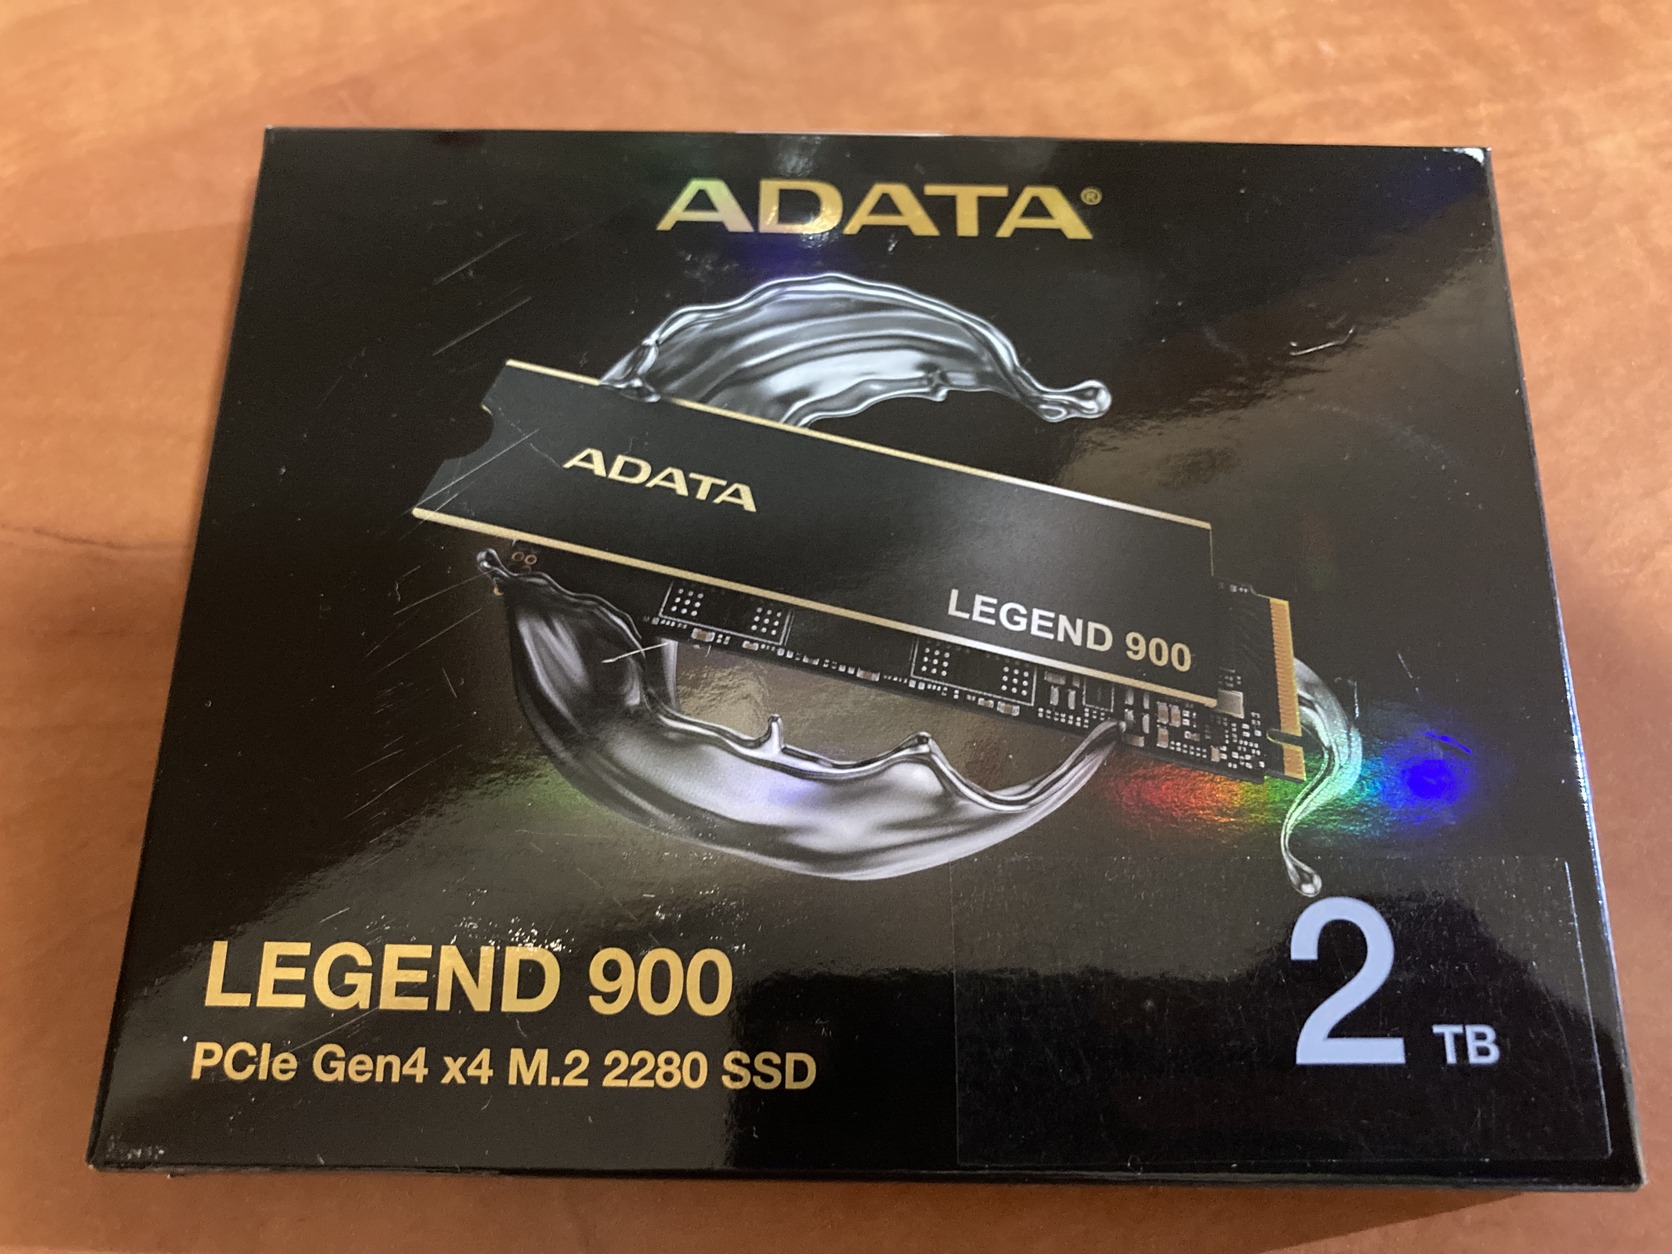 ADATA®
ADATA
LEGEND 900
LEGEND 900
PCIe Gen4 x4 M.2 2280 SSD
2 TB